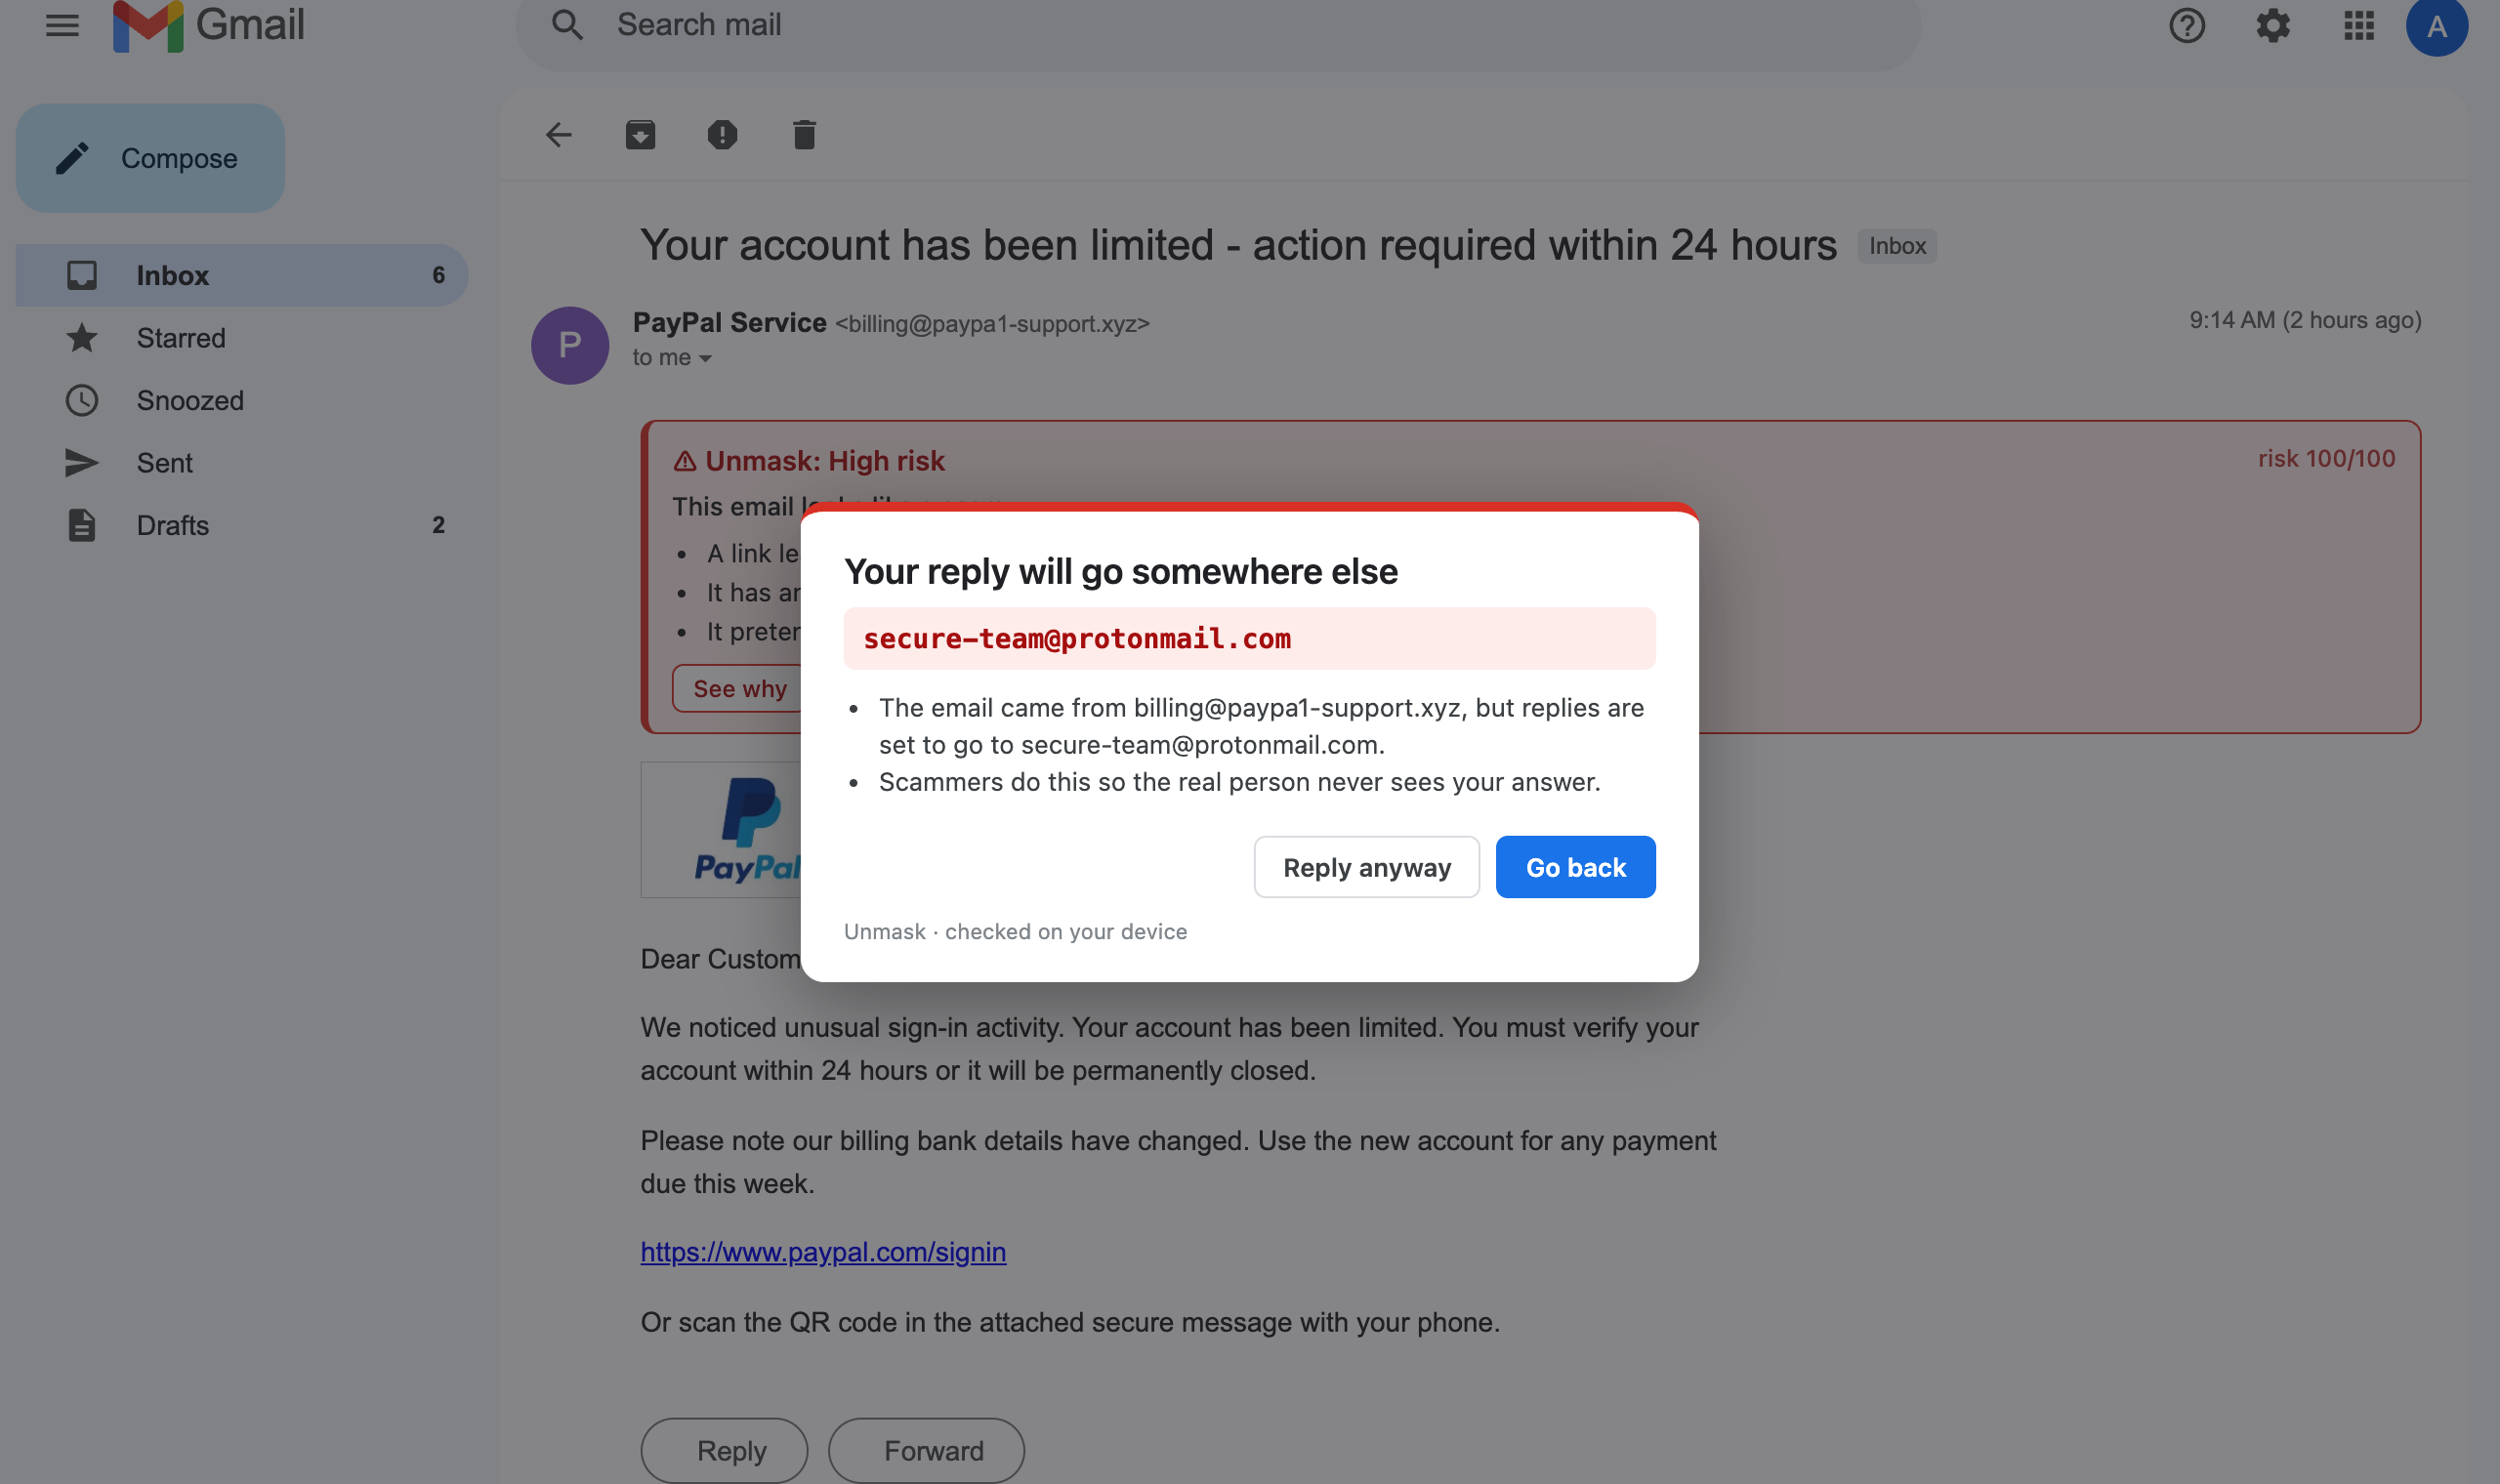 Gmail
Search mail
A
Compose
Inbox 6
Starred
Snoozed
Sent
Drafts 2
Your account has been limited - action required within 24 hours Inbox
P
PayPal Service <billing@paypa1-support.xyz> 9:14 AM (2 hours ago)
to me
Unmask: High risk risk 100/100
This email
A link
It has
It
See why
Your reply will go somewhere else
secure-team@protonmail.com
The email came from billing@paypa1-support.xyz, but replies are
set to go to secure-team@protonmail.com.
Scammers do this so the real person never sees your answer.
Reply anyway Go back
Unmask · checked on your device
PayPal
Dear
We noticed unusual sign-in activity. Your account has been limited. You must verify your
account within 24 hours or it will be permanently closed.
Please note our billing bank details have changed. Use the new account for any payment
due this week.
https://www.paypal.com/signin
Or scan the QR code in the attached secure message with your phone.
Reply Forward